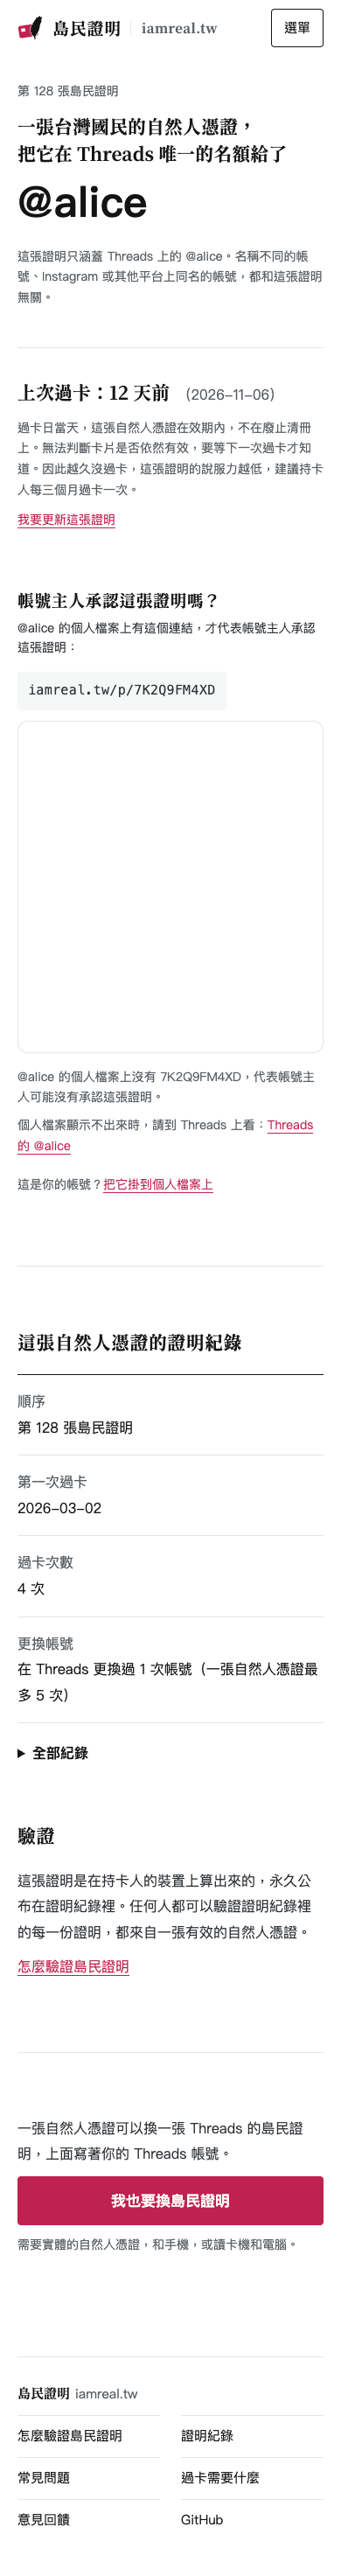 島民證明 iamreal.tw 選單
第 128 張島民證明
一張台灣國民的自然人憑證，
把它在 Threads 唯一的名額給了
@alice
這張證明只涵蓋 Threads 上的 @alice。名稱不同的帳
號、Instagram 或其他平台上同名的帳號，都和這張證明
無關。
上次過卡：12 天前 （2026-11-06）
過卡日當天，這張自然人憑證在效期內，不在廢止清冊
上。無法判斷卡片是否依然有效，要等下一次過卡才知
道。因此越久沒過卡，這張證明的說服力越低，建議持卡
人每三個月過卡一次。
我要更新這張證明
帳號主人承認這張證明嗎？
@alice 的個人檔案上有這個連結，才代表帳號主人承認
這張證明：
iamreal.tw/p/7K2Q9FM4XD
@alice 的個人檔案上沒有 7K2Q9FM4XD，代表帳號主
人可能沒有承認這張證明。
個人檔案顯示不出來時，請到 Threads 上看：Threads
的 @alice
這是你的帳號？把它掛到個人檔案上
這張自然人憑證的證明紀錄
順序
第 128 張島民證明
第一次過卡
2026-03-02
過卡次數
4 次
更換帳號
在 Threads 更換過 1 次帳號（一張自然人憑證最
多 5 次）
▶ 全部紀錄
驗證
這張證明是在持卡人的裝置上算出來的，永久公
布在證明紀錄裡。任何人都可以驗證證明紀錄裡
的每一份證明，都來自一張有效的自然人憑證。
怎麼驗證島民證明
一張自然人憑證可以換一張 Threads 的島民證
明，上面寫著你的 Threads 帳號。
我也要換島民證明
需要實體的自然人憑證，和手機，或讀卡機和電腦。
島民證明 iamreal.tw
怎麼驗證島民證明 證明紀錄
常見問題 過卡需要什麼
意見回饋 GitHub